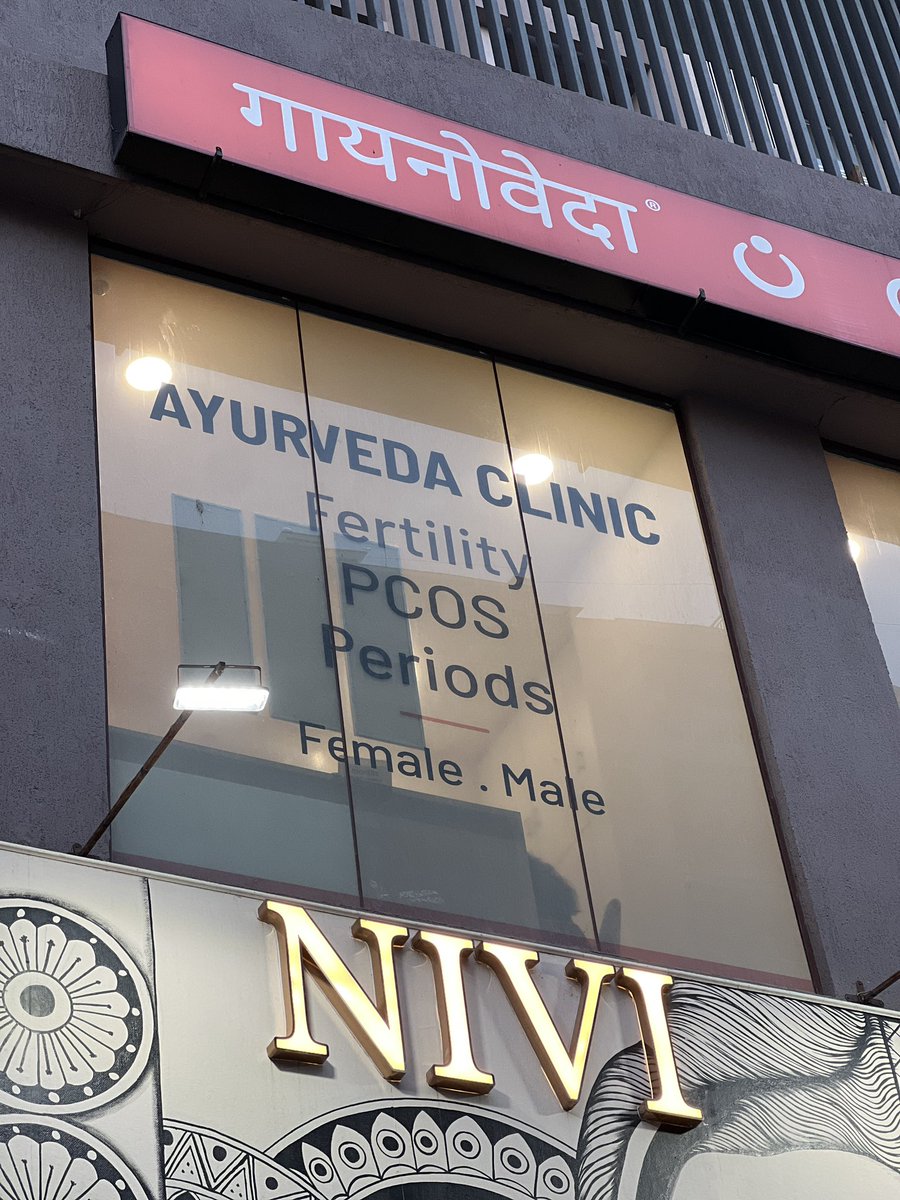 गायनोवेदा®
AYURVEDA CLINIC
Fertility
PCOS
Periods
Female . Male
NIVI